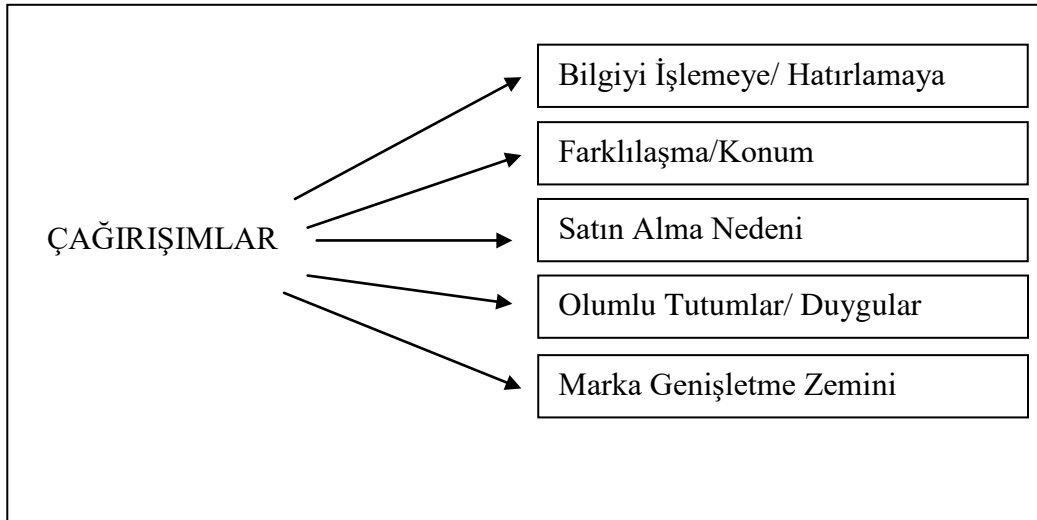 Bilgiyi İşlemeye/ Hatırlamaya
Farklılaşma/Konum
ÇAĞIRIŞIMLAR
Satın Alma Nedeni
Olumlu Tutumlar/ Duygular
Marka Genişletme Zemini